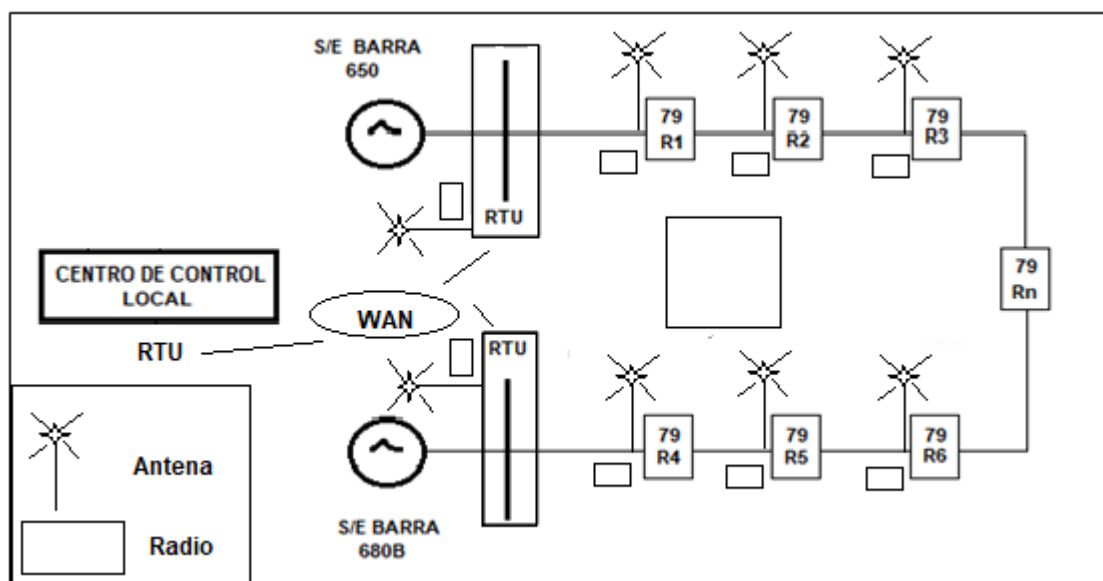 S/E BARRA
650
RTU
79
R1
79
R2
79
R3
CENTRO DE CONTROL
LOCAL
RTU
WAN
79
Rn
RTU
79
R4
79
R5
79
R6
S/E BARRA
680B
Antena
Radio